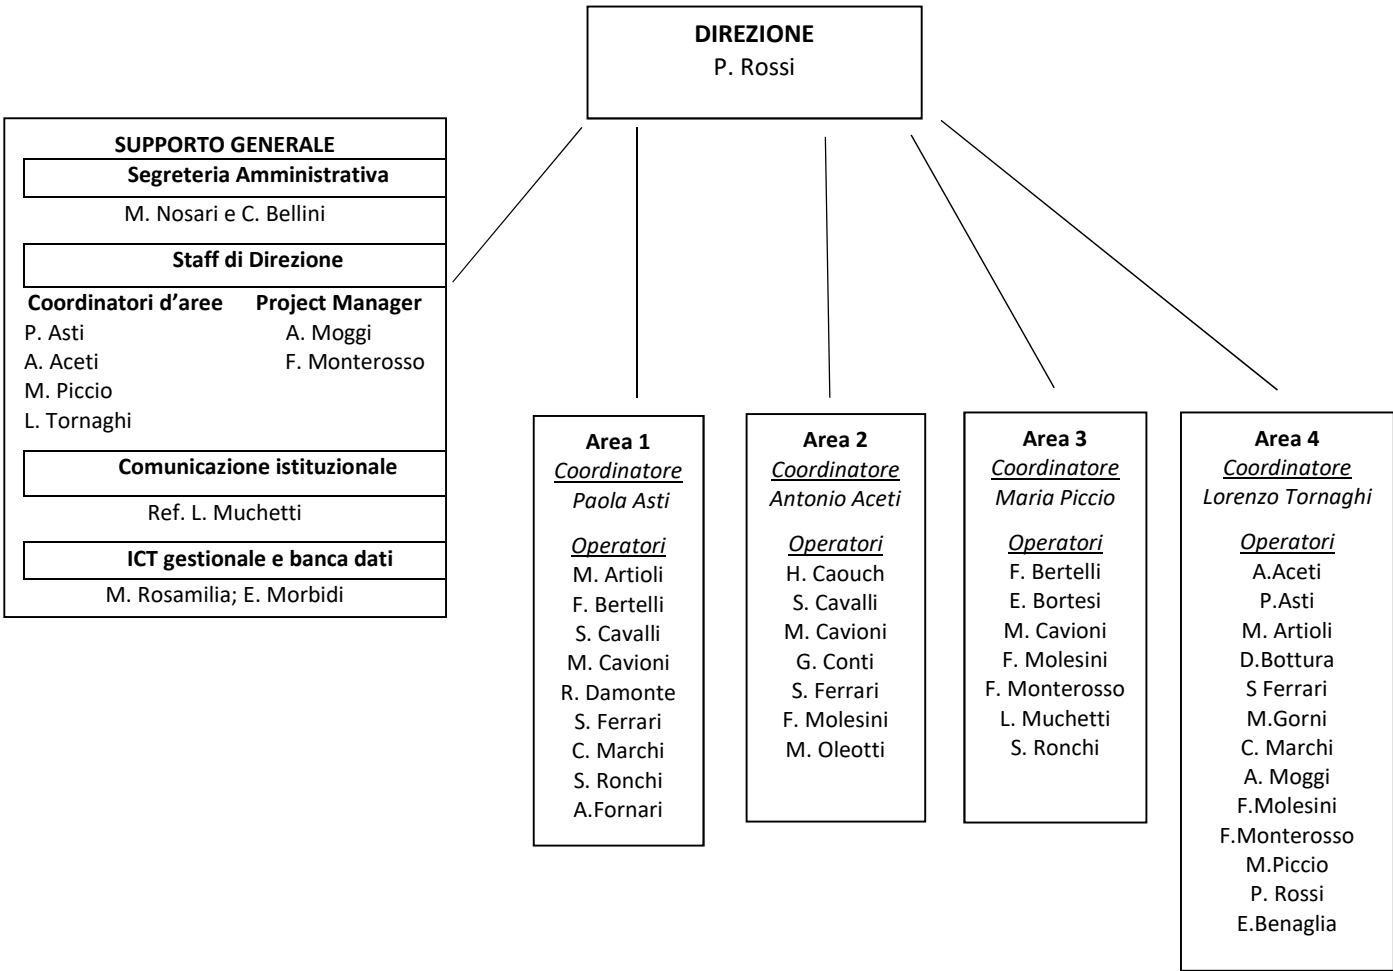 DIREZIONE
P. Rossi
SUPPORTO GENERALE
Segreteria Amministrativa
M. Nosari e C. Bellini
Staff di Direzione
Coordinatori d’aree Project Manager
P. Asti A. Moggi
A. Aceti F. Monterosso
M. Piccio
L. Tornaghi
Comunicazione istituzionale
Ref. L. Muchetti
ICT gestionale e banca dati
M. Rosamilia; E. Morbidi
Area 1
Coordinatore
Paola Asti
Operatori
M. Artioli
F. Bertelli
S. Cavalli
M. Cavioni
R. Damonte
S. Ferrari
C. Marchi
S. Ronchi
A.Fornari
Area 2
Coordinatore
Antonio Aceti
Operatori
H. Caouch
S. Cavalli
M. Cavioni
G. Conti
S. Ferrari
F. Molesini
M. Oleotti
Area 3
Coordinatore
Maria Piccio
Operatori
F. Bertelli
E. Bortesi
M. Cavioni
F. Molesini
F. Monterosso
L. Muchetti
S. Ronchi
Area 4
Coordinatore
Lorenzo Tornaghi
Operatori
A.Aceti
P.Asti
M. Artioli
D.Bottura
S Ferrari
M.Gorni
C. Marchi
A. Moggi
F.Molesini
F.Monterosso
M.Piccio
P. Rossi
E.Benaglia